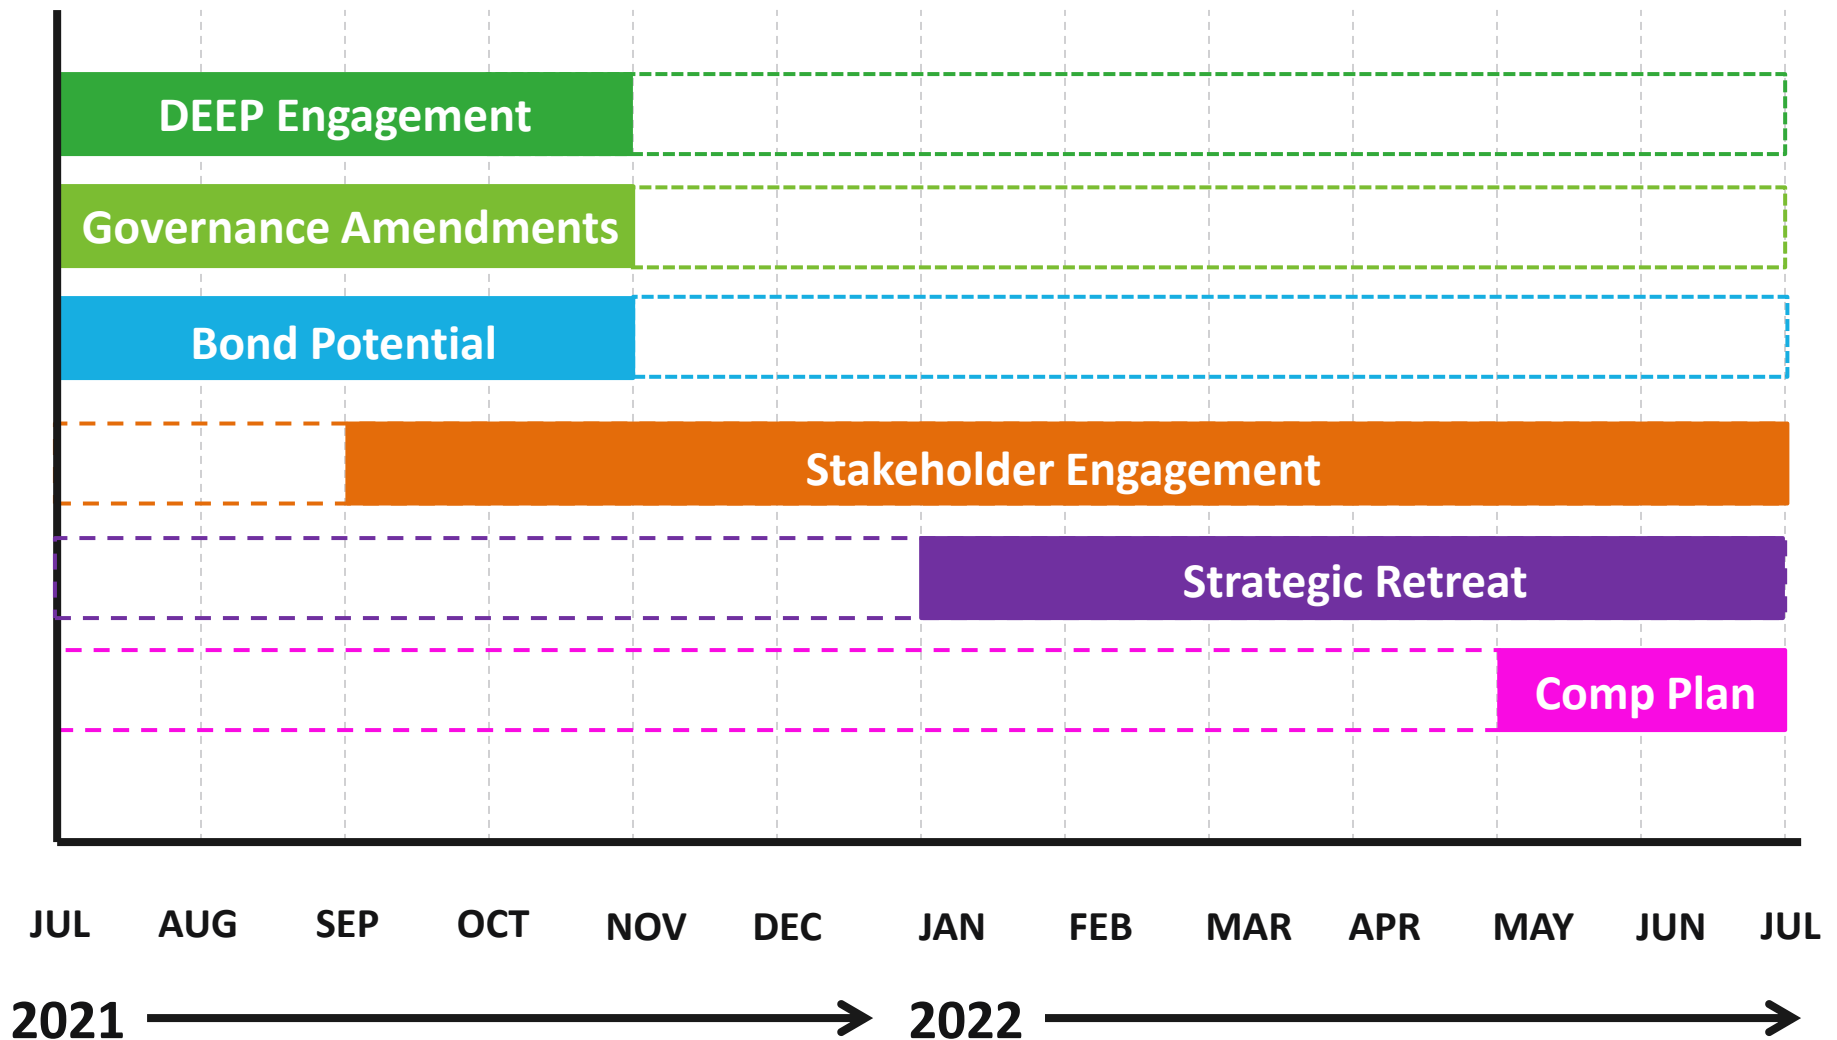 DEEP Engagement
Governance Amendments
Bond Potential
Stakeholder Engagement
Strategic Retreat
Comp Plan
JUL AUG SEP OCT NOV DEC JAN FEB MAR APR MAY JUN JUL
2021 2022